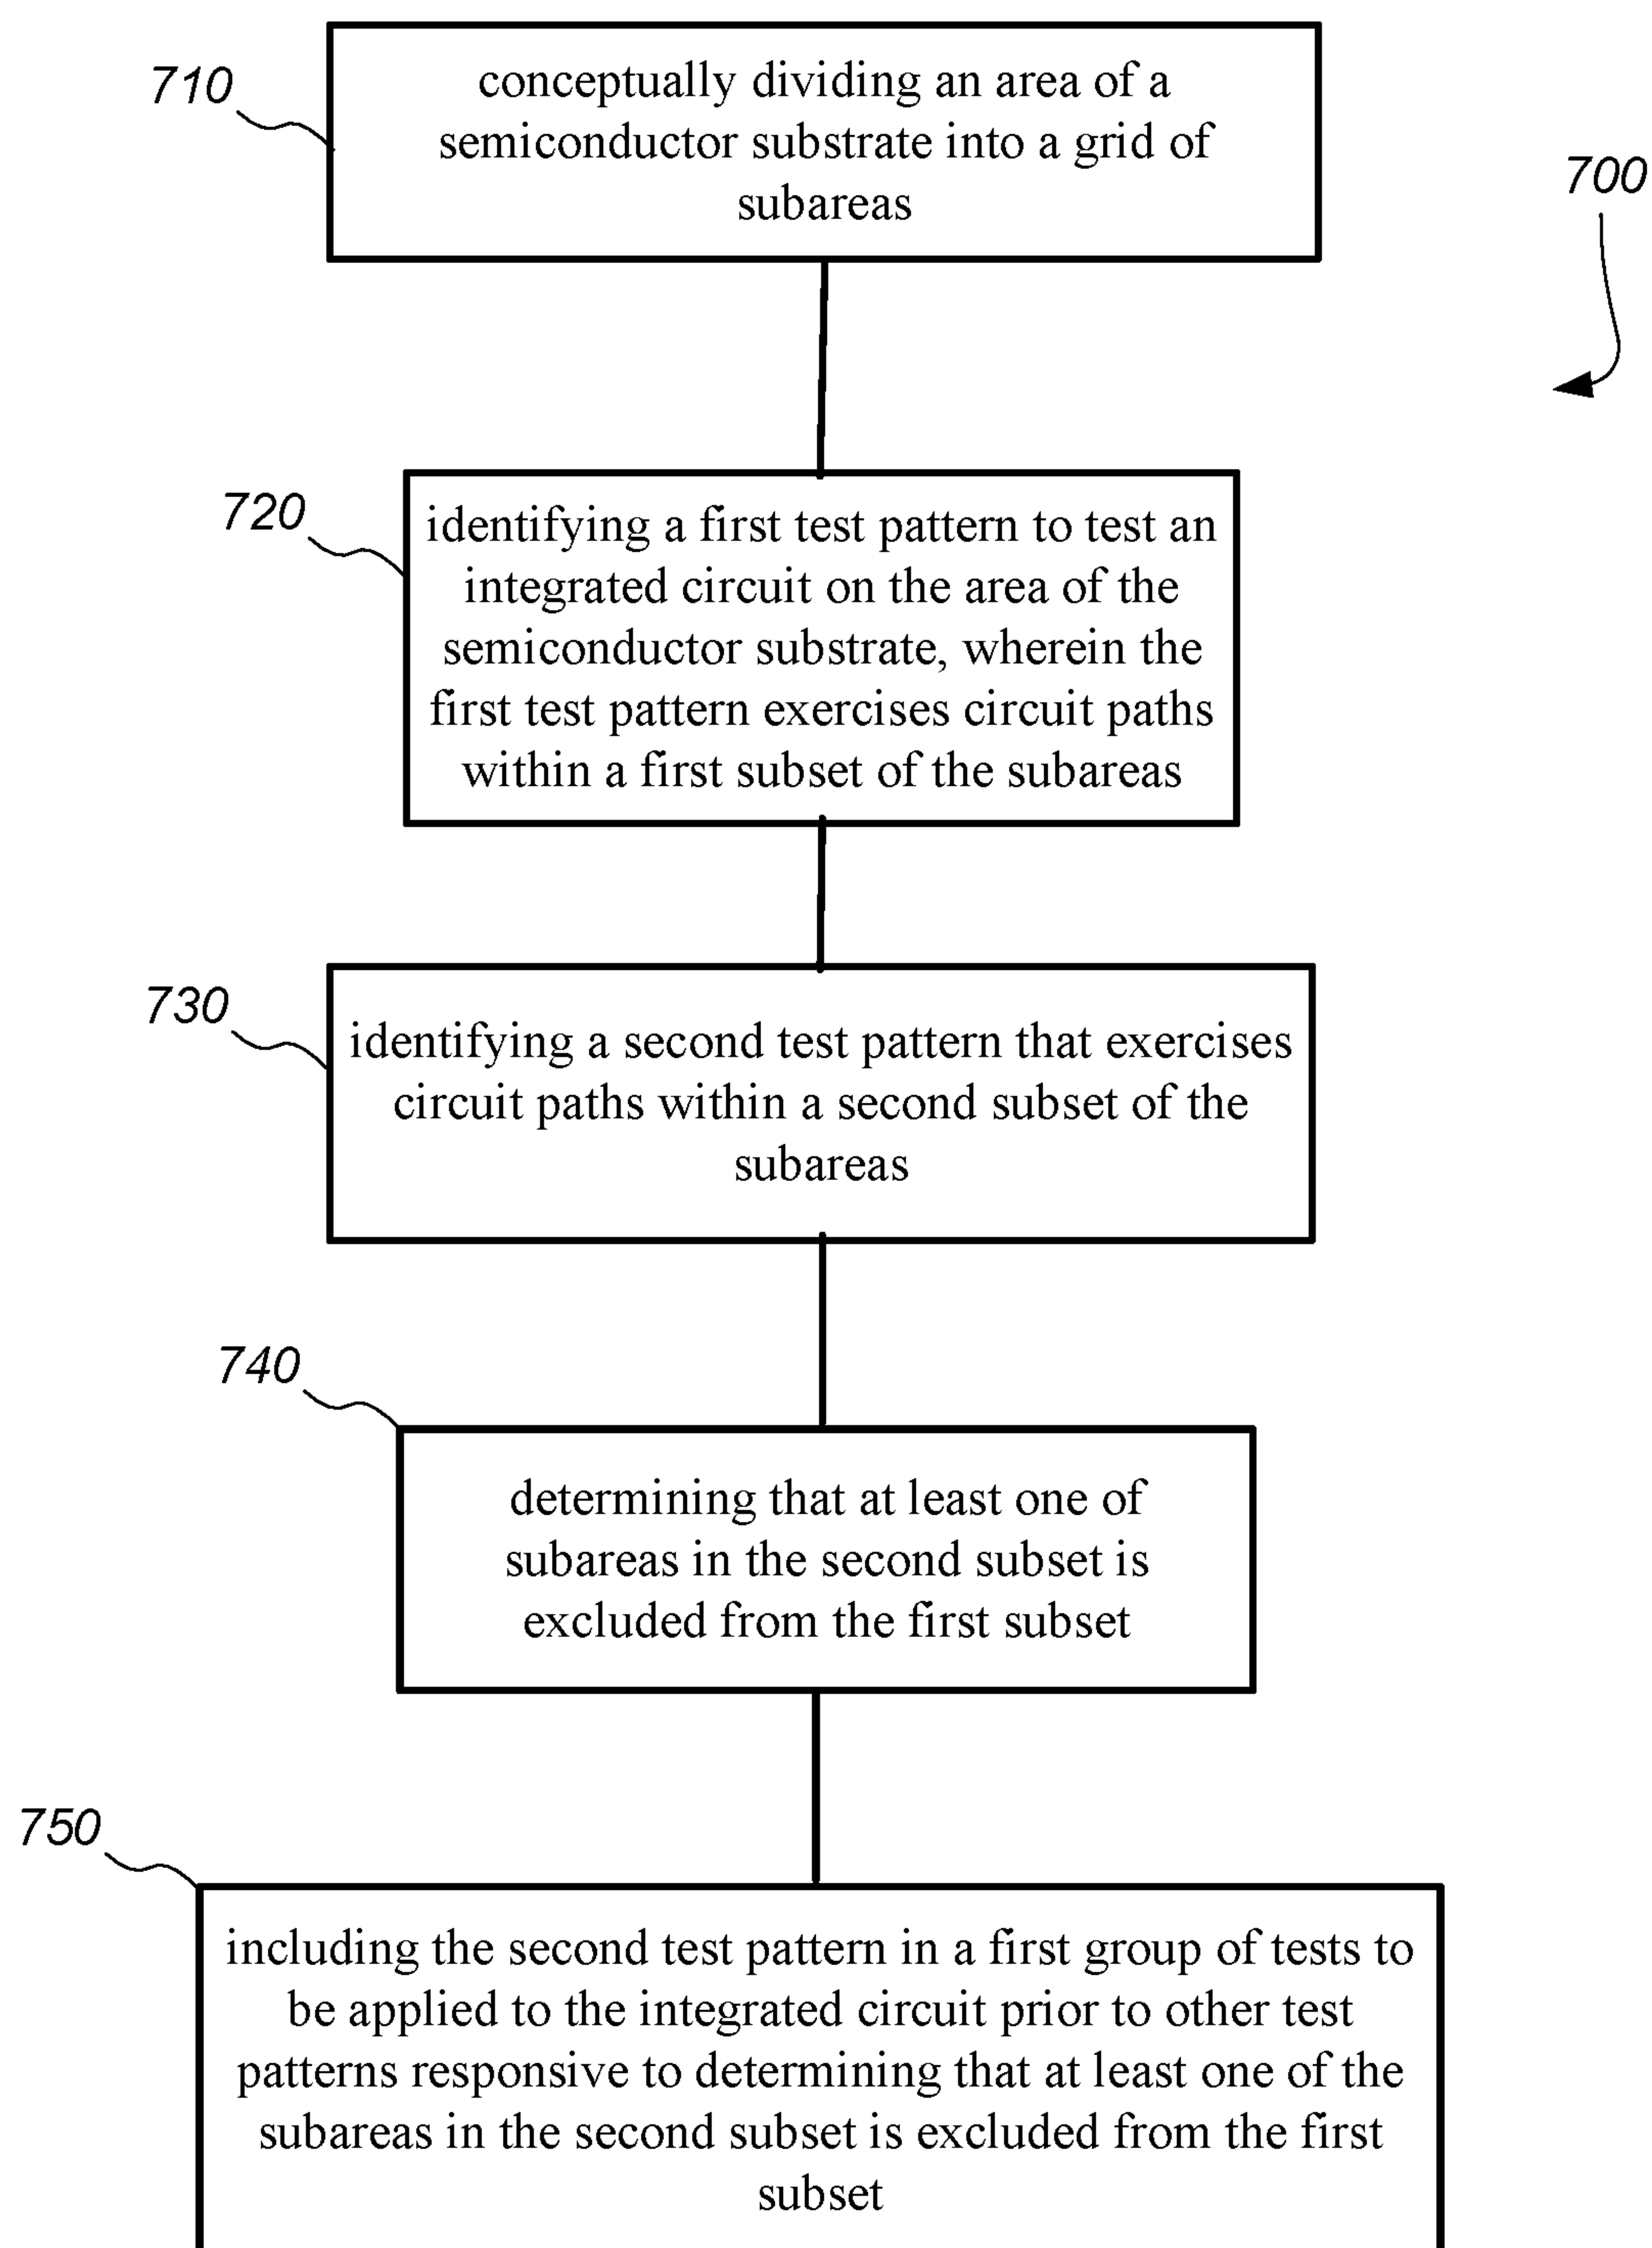 710
conceptually dividing an area of a
semiconductor substrate into a grid of
subareas
700
720
identifying a first test pattern to test an
integrated circuit on the area of the
semiconductor substrate, wherein the
first test pattern exercises circuit paths
within a first subset of the subareas
730
identifying a second test pattern that exercises
circuit paths within a second subset of the
subareas
740
determining that at least one of
subareas in the second subset is
excluded from the first subset
750
including the second test pattern in a first group of tests to
be applied to the integrated circuit prior to other test
patterns responsive to determining that at least one of the
subareas in the second subset is excluded from the first
subset